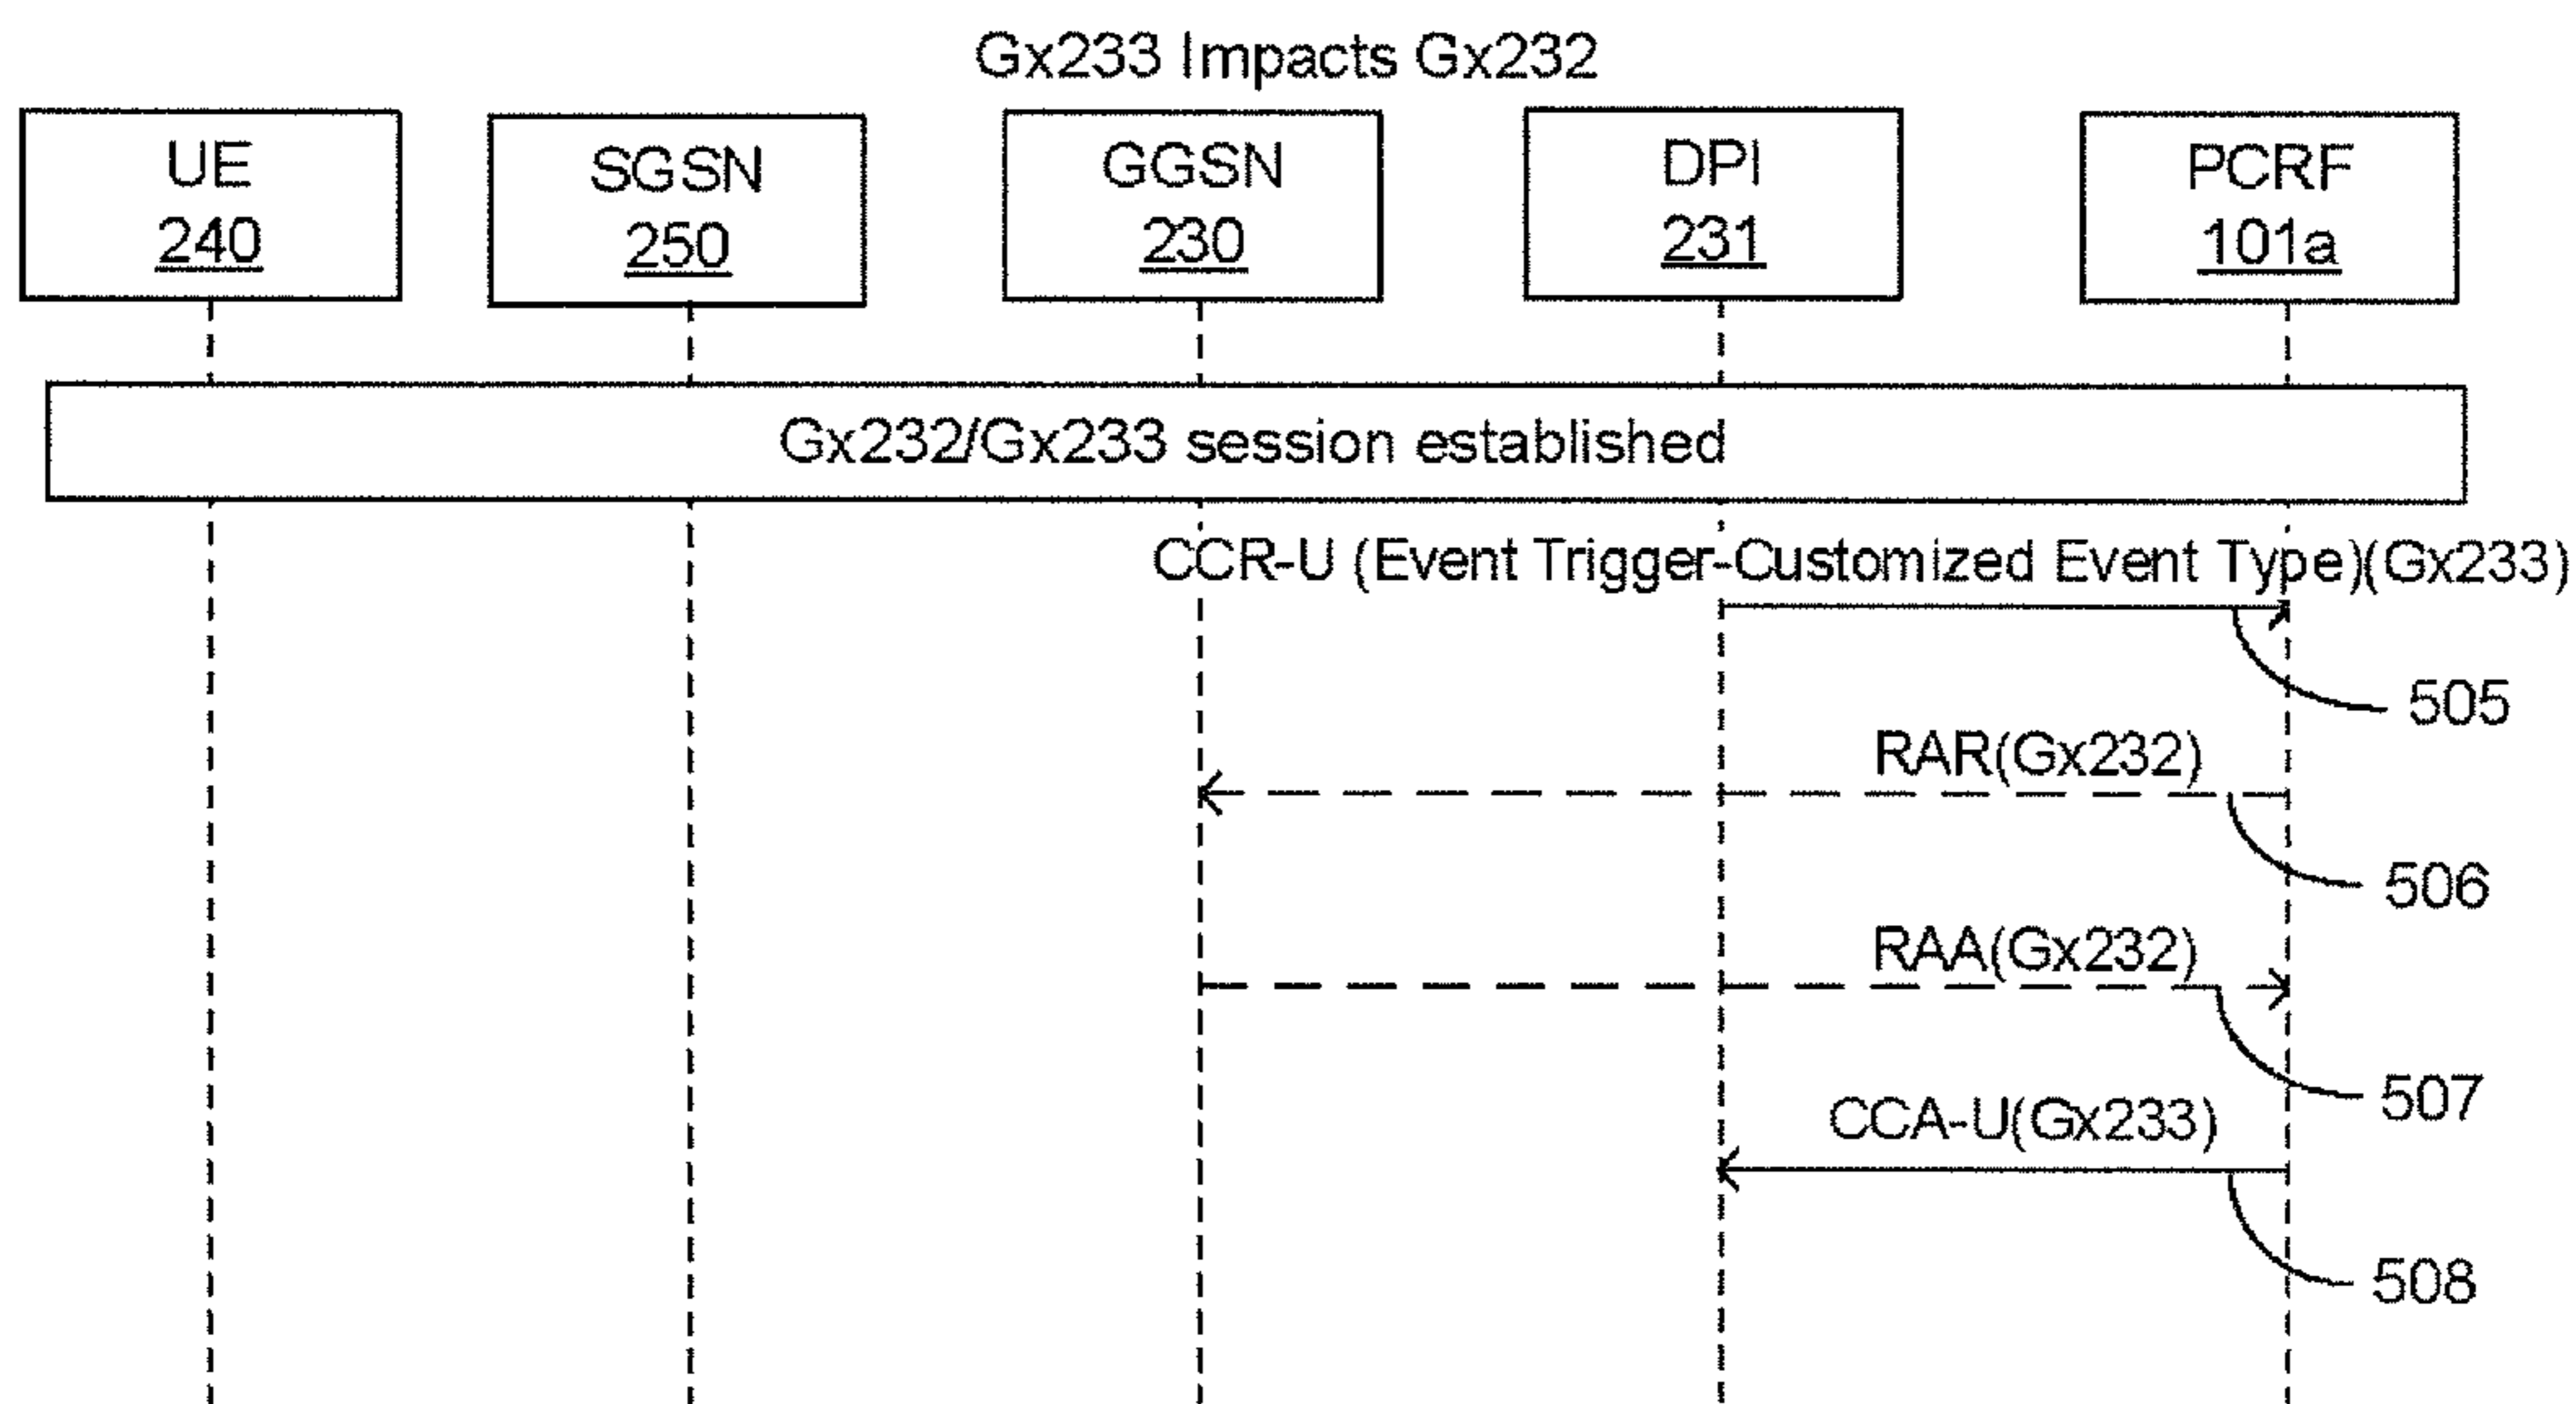 Gx233 Impacts Gx232
UE
240
SGSN
250
GGSN
230
DPI
231
PCRF
101a
Gx232/Gx233 session established
CCR-U (Event Trigger-Customized Event Type)(Gx233)
505
RAR(Gx232)
506
RAA(Gx232)
507
CCA-U(Gx233)
508